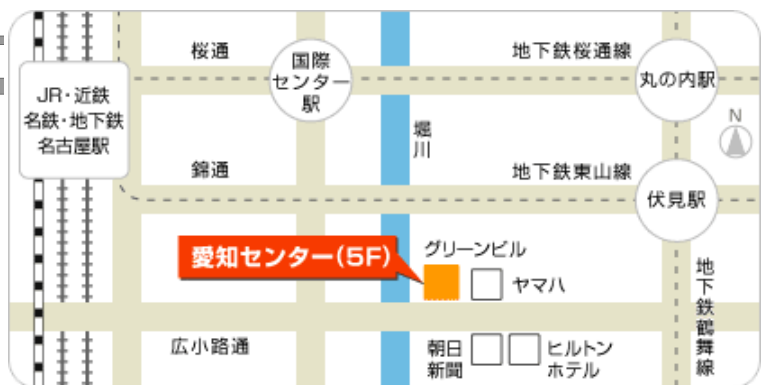 桜通
国際
センター
駅
地下鉄桜通線
丸の内駅
JR・近鉄
名鉄・地下鉄
名古屋駅
堀川
N
錦通
地下鉄東山線
伏見駅
愛知センター(5F)
グリーンビル
ヤマハ
地下鉄鶴舞線
広小路通
朝日
新聞
ヒルトン
ホテル